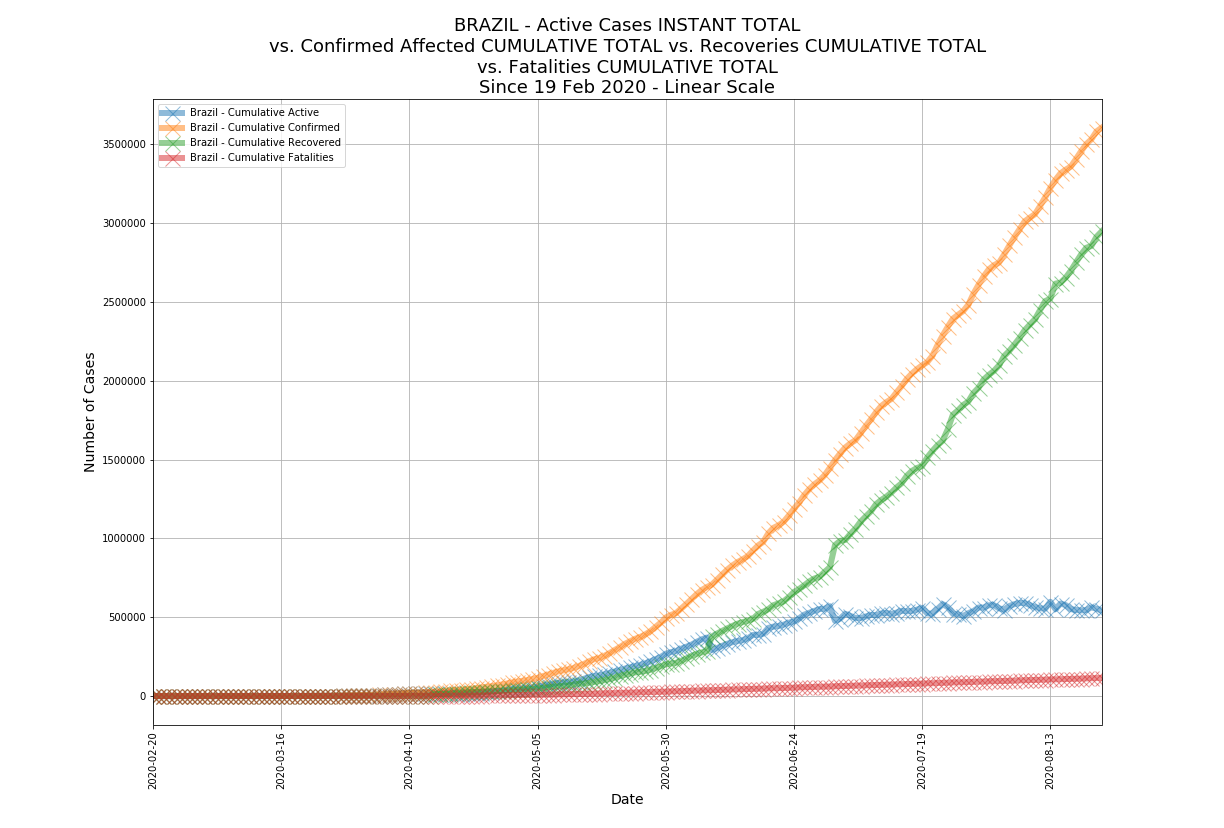 BRAZIL - Active Cases INSTANT TOTAL
vs. Confirmed Affected CUMULATIVE TOTAL vs. Recoveries CUMULATIVE TOTAL
vs. Fatalities CUMULATIVE TOTAL
Since 19 Feb 2020 - Linear Scale
Brazil - Cumulative Active
Brazil - Cumulative Confirmed
Brazil - Cumulative Recovered
Brazil - Cumulative Fatalities
Number of Cases
3500000
3000000
2500000
2000000
1500000
1000000
500000
0
2020-02-20
2020-03-16
2020-04-10
2020-05-05
2020-05-30
2020-06-24
2020-07-19
2020-08-13
Date